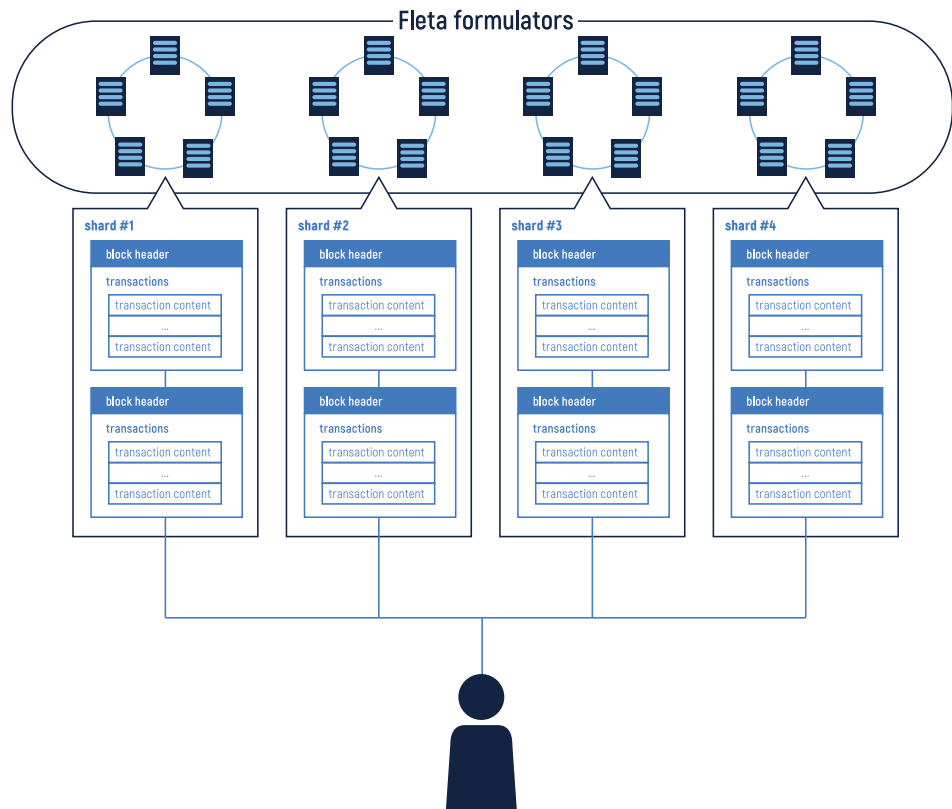 Fleta formulators
shard #1
block header
transactions
transaction content
...
transaction content
block header
transactions
transaction content
...
transaction content
shard #2
block header
transactions
transaction content
...
transaction content
block header
transactions
transaction content
...
transaction content
shard #3
block header
transactions
transaction content
...
transaction content
block header
transactions
transaction content
...
transaction content
shard #4
block header
transactions
transaction content
...
transaction content
block header
transactions
transaction content
...
transaction content